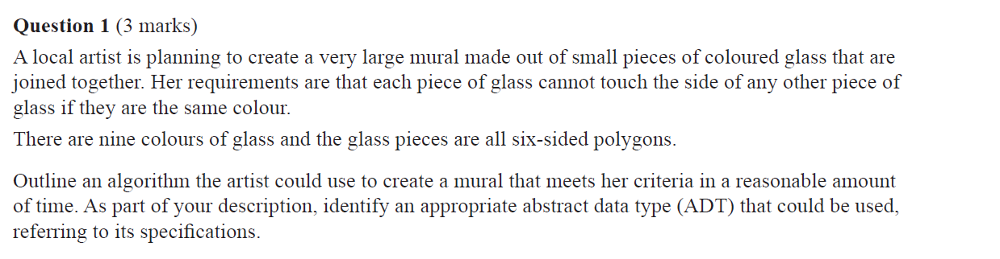 Question 1 (3 marks)
A local artist is planning to create a very large mural made out of small pieces of coloured glass that are
joined together. Her requirements are that each piece of glass cannot touch the side of any other piece of
glass if they are the same colour.
There are nine colours of glass and the glass pieces are all six-sided polygons.
Outline an algorithm the artist could use to create a mural that meets her criteria in a reasonable amount
of time. As part of your description, identify an appropriate abstract data type (ADT) that could be used,
referring to its specifications.